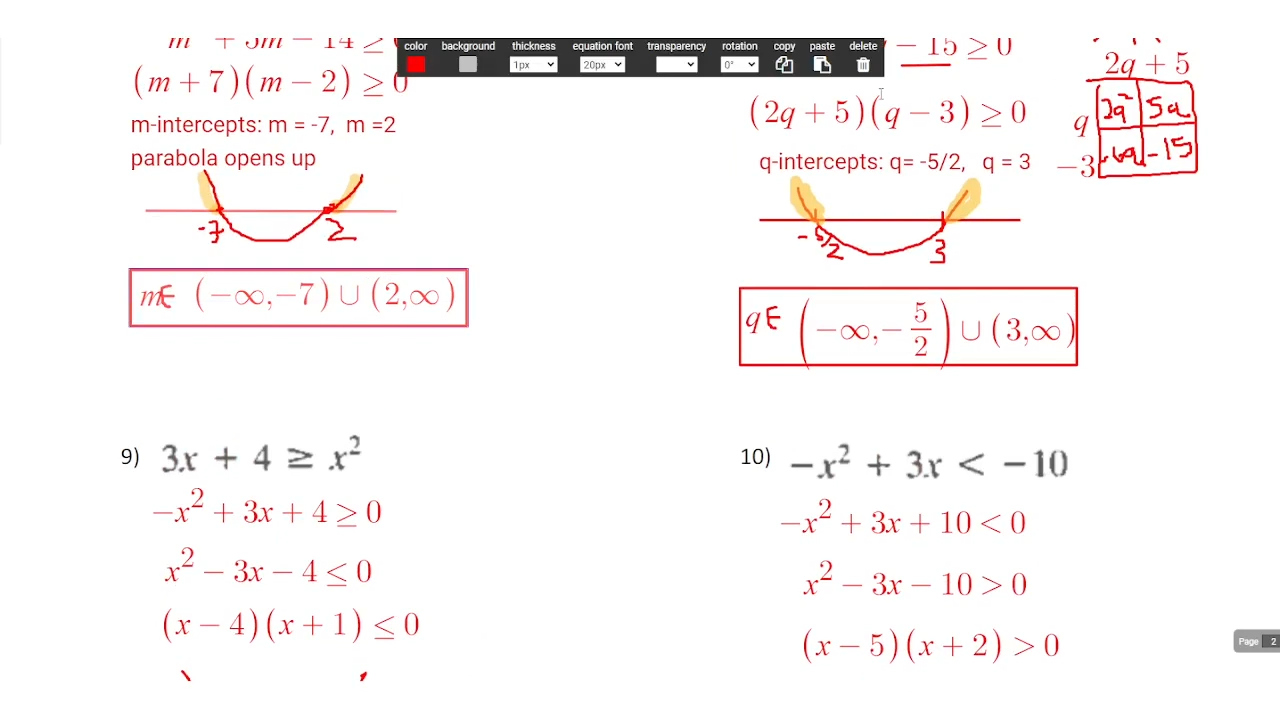 color background thickness equation font transparency rotation copy paste delete
1px 20px 0°
(m + 7)(m − 2) ≥ 0
m-intercepts: m = -7, m =2
parabola opens up
-7 2
m∈ (−∞,−7) ∪ (2,∞)
− 15 ≥ 0
(2q + 5)(q − 3) ≥ 0
q-intercepts: q= -5/2, q = 3
2q + 5
q 2q² 5q
−3 -6q -15
-5/2 3
q∈ (−∞,−5/2) ∪ (3,∞)
9) 3x + 4 ≥ x²
−x² + 3x + 4 ≥ 0
x² − 3x − 4 ≤ 0
(x − 4)(x + 1) ≤ 0
10) −x² + 3x < −10
−x² + 3x + 10 < 0
x² − 3x − 10 > 0
(x − 5)(x + 2) > 0
Page 2